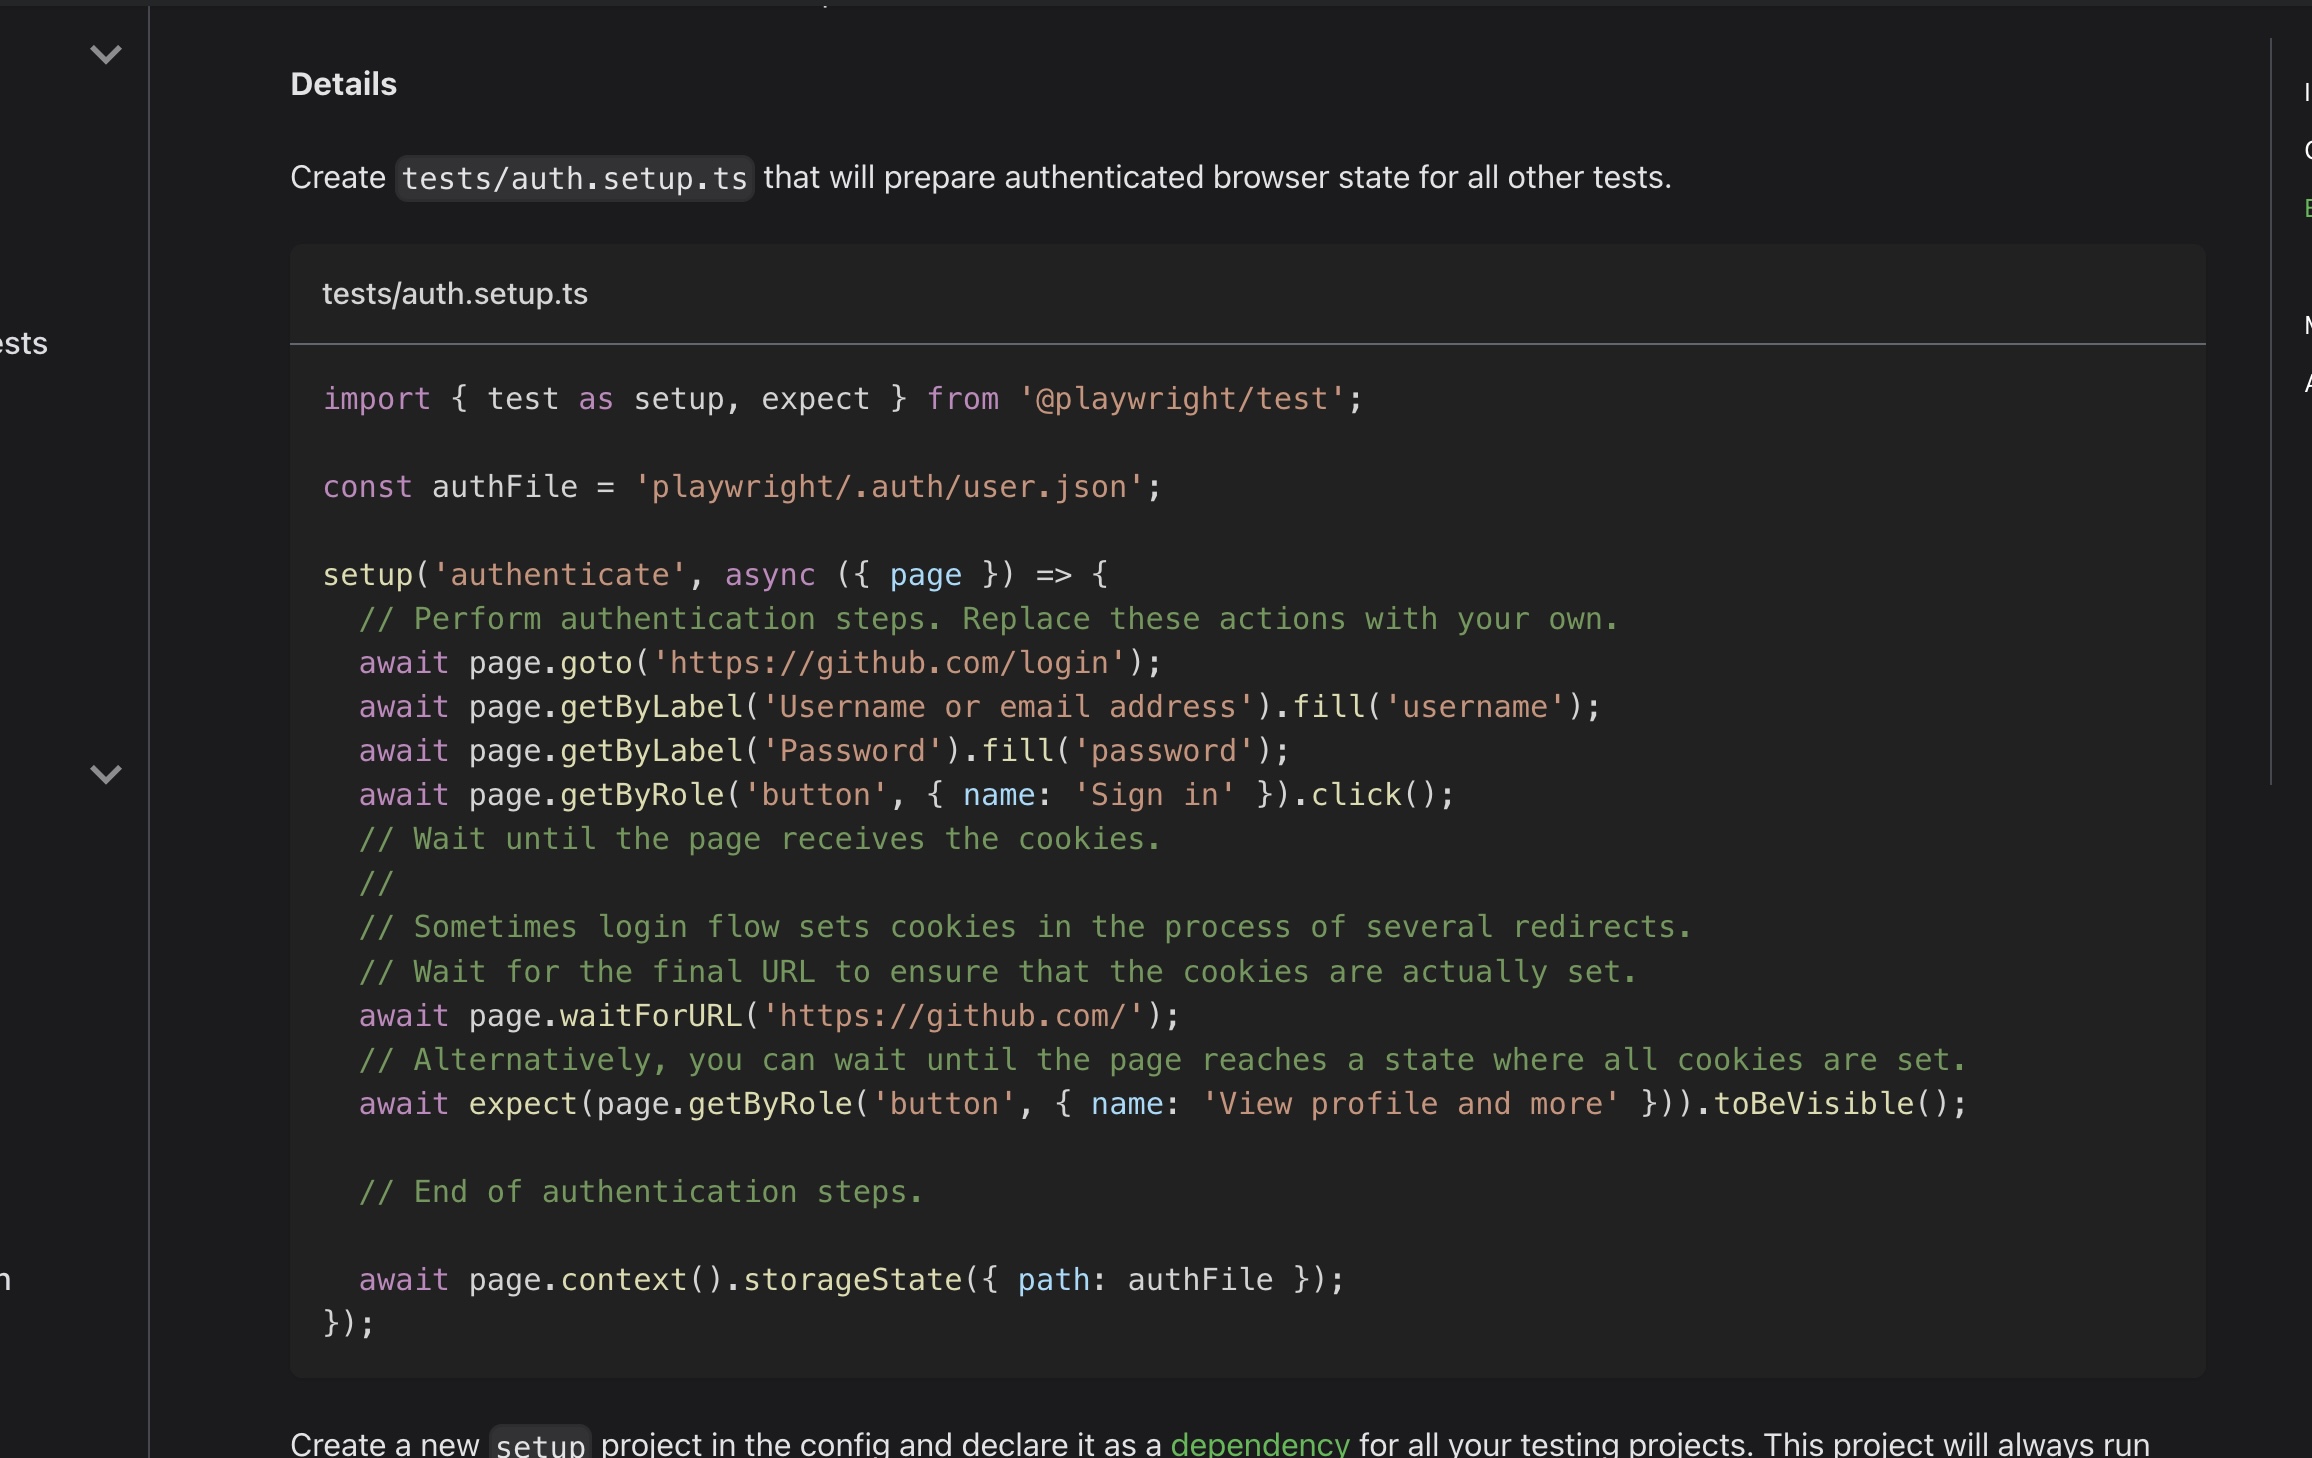 Details
Create tests/auth.setup.ts that will prepare authenticated browser state for all other tests.
tests/auth.setup.ts
ests
import { test as setup, expect } from '@playwright/test';
const authFile = 'playwright/.auth/user.json';
setup('authenticate', async ({ page }) => {
  // Perform authentication steps. Replace these actions with your own.
  await page.goto('https://github.com/login');
  await page.getByLabel('Username or email address').fill('username');
  await page.getByLabel('Password').fill('password');
  await page.getByRole('button', { name: 'Sign in' }).click();
  // Wait until the page receives the cookies.
  //
  // Sometimes login flow sets cookies in the process of several redirects.
  // Wait for the final URL to ensure that the cookies are actually set.
  await page.waitForURL('https://github.com/');
  // Alternatively, you can wait until the page reaches a state where all cookies are set.
  await expect(page.getByRole('button', { name: 'View profile and more' })).toBeVisible();
  // End of authentication steps.
  await page.context().storageState({ path: authFile });
});
Create a new setup project in the config and declare it as a dependency for all your testing projects. This project will always run